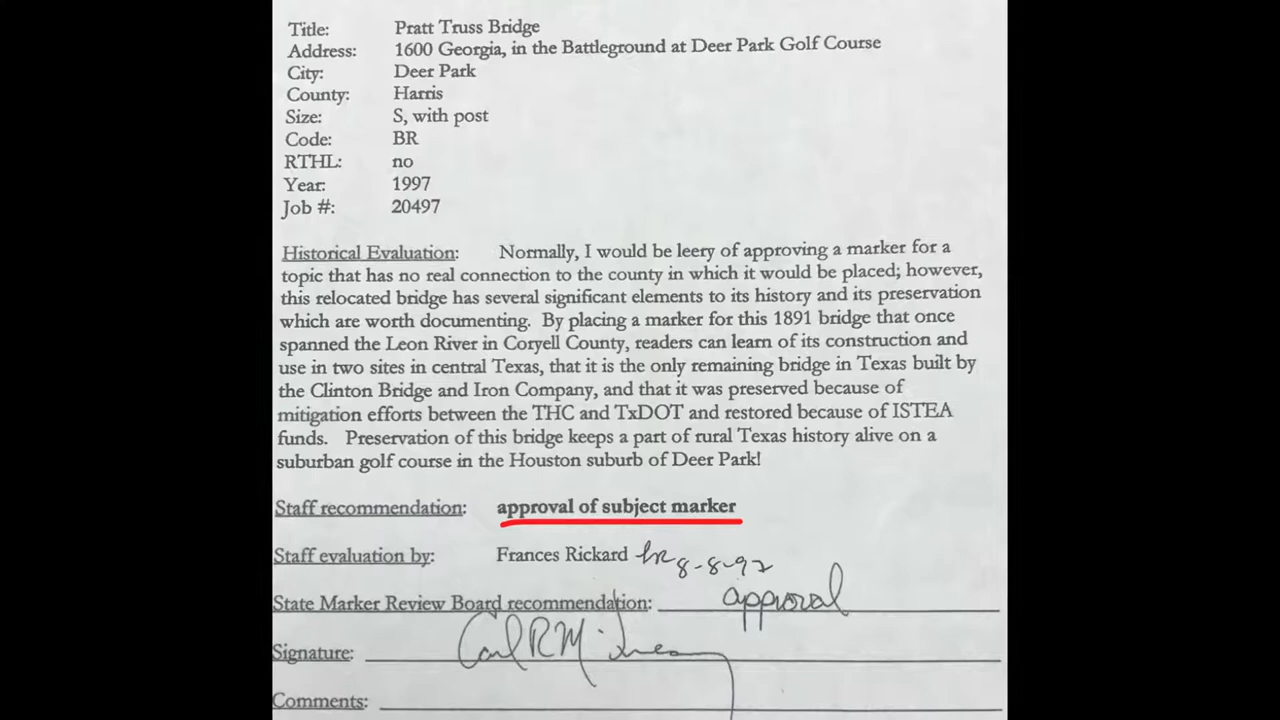 Title: Pratt Truss Bridge
Address: 1600 Georgia, in the Battleground at Deer Park Golf Course
City: Deer Park
County: Harris
Size: S, with post
Code: BR
RTHL: no
Year: 1997
Job #: 20497
Historical Evaluation: Normally, I would be leery of approving a marker for a
topic that has no real connection to the county in which it would be placed; however,
this relocated bridge has several significant elements to its history and its preservation
which are worth documenting. By placing a marker for this 1891 bridge that once
spanned the Leon River in Coryell County, readers can learn of its construction and
use in two sites in central Texas, that it is the only remaining bridge in Texas built by
the Clinton Bridge and Iron Company, and that it was preserved because of
mitigation efforts between the THC and TxDOT and restored because of ISTEA
funds. Preservation of this bridge keeps a part of rural Texas history alive on a
suburban golf course in the Houston suburb of Deer Park!
Staff recommendation: approval of subject marker
Staff evaluation by: Frances Rickard
State Marker Review Board recommendation: approval
Signature: Carl R M
Comments: